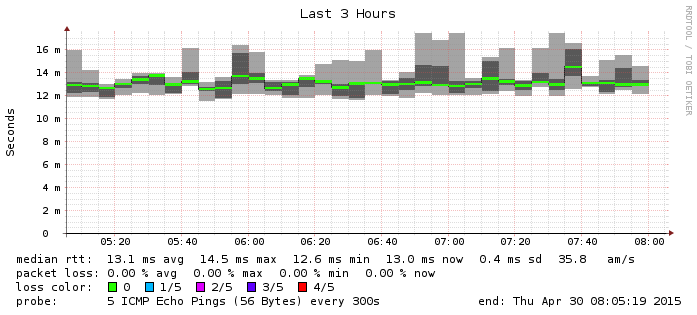 Last 3 Hours
RRDTOOL / TOBI OETIKER
Seconds
16 m
14 m
12 m
10 m
8 m
6 m
4 m
2 m
0
05:20 05:40 06:00 06:20 06:40 07:00 07:20 07:40 08:00
median rtt: 13.1 ms avg 14.5 ms max 12.6 ms min 13.0 ms now 0.4 ms sd 35.8 am/s
packet loss: 0.00 % avg 0.00 % max 0.00 % min 0.00 % now
loss color: 0 1/5 2/5 3/5 4/5
probe: 5 ICMP Echo Pings (56 Bytes) every 300s end: Thu Apr 30 08:05:19 2015